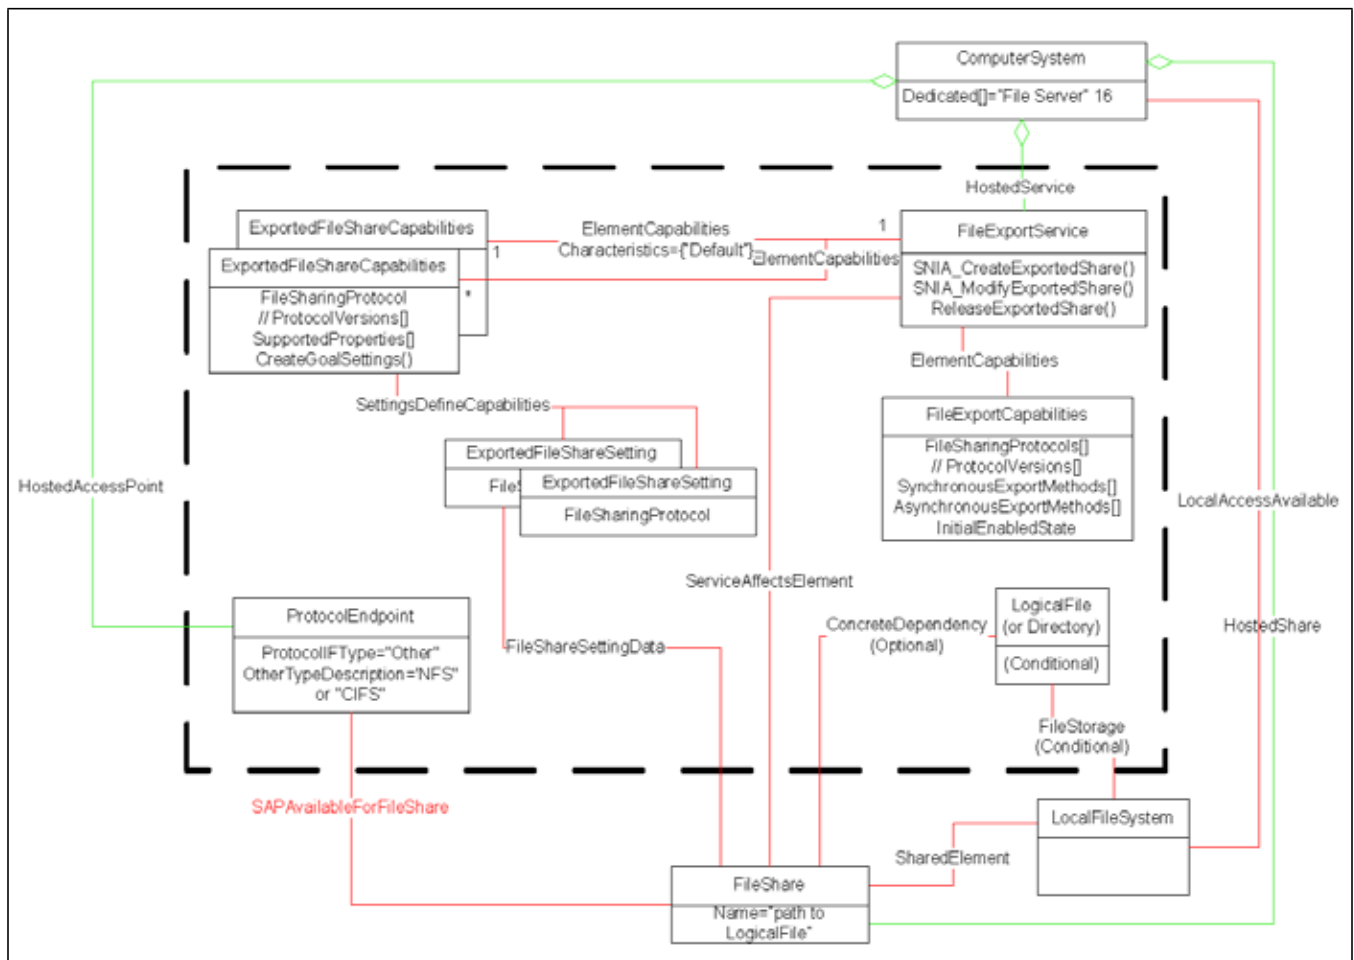 ComputerSystem
Dedicated[]="File Server" 16
HostedService
ExportedFileShareCapabilities
1
ElementCapabilities
Characteristics={"Default"}
1
ElementCapabilities
FileExportService
SNIA_CreateExportedShare()
SNIA_ModifyExportedShare()
ReleaseExportedShare()
ExportedFileShareCapabilities
*
FileSharingProtocol
// ProtocolVersions[]
SupportedProperties[]
CreateGoalSettings()
ElementCapabilities
SettingsDefineCapabilities
FileExportCapabilities
FileSharingProtocols[]
// ProtocolVersions[]
SynchronousExportMethods[]
AsynchronousExportMethods[]
InitialEnabledState
ExportedFileShareSetting
FileS
ExportedFileShareSetting
FileSharingProtocol
HostedAccessPoint
LocalAccessAvailable
ServiceAffectsElement
ProtocolEndpoint
ProtocolIFType="Other"
OtherTypeDescription="NFS"
or "CIFS"
FileShareSettingData
ConcreteDependency
(Optional)
LogicalFile
(or Directory)
(Conditional)
HostedShare
FileStorage
(Conditional)
SAPAvailableForFileShare
LocalFileSystem
SharedElement
FileShare
Name="path to
LogicalFile"